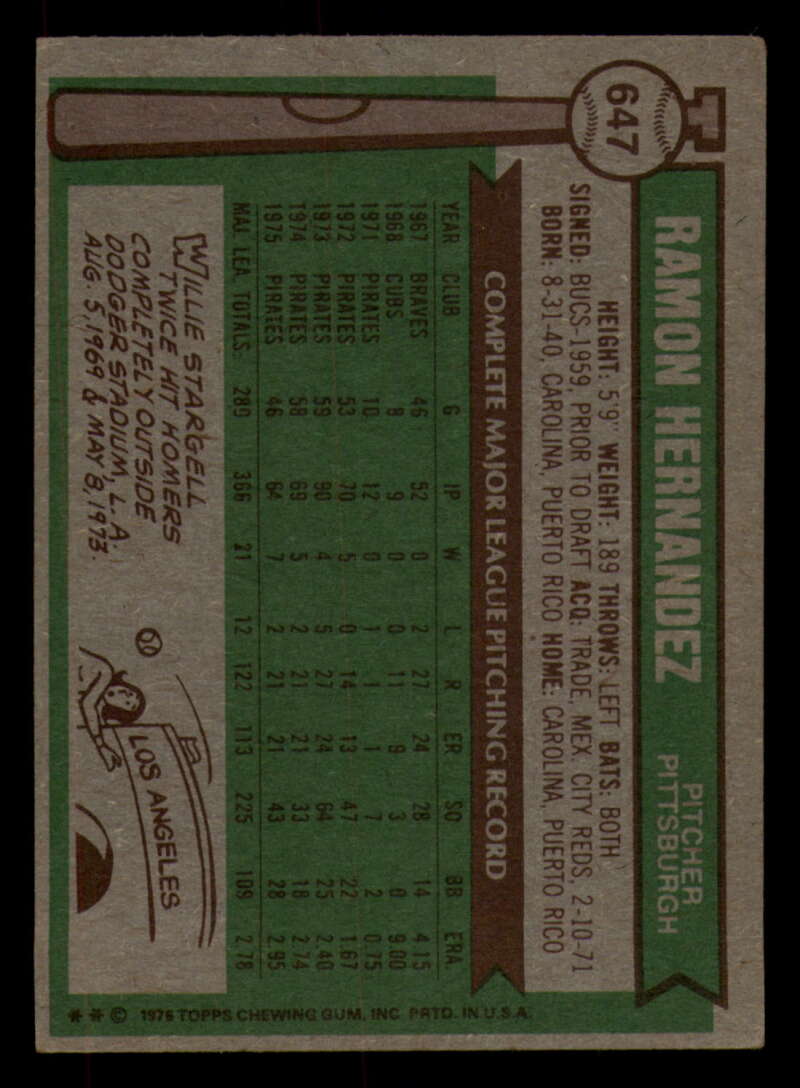 647
RAMON HERNANDEZ
PITCHER
PITTSBURGH
HEIGHT: 5'9" WEIGHT: 189 THROWS: LEFT BATS: BOTH
SIGNED: BUCS-1959, PRIOR TO DRAFT ACQ: TRADE, MEX. CITY REDS, 2-10-71
BORN: 8-31-40, CAROLINA, PUERTO RICO HOME: CAROLINA, PUERTO RICO
COMPLETE MAJOR LEAGUE PITCHING RECORD
YEAR CLUB G IP W L R ER SO BB ERA.
1967 BRAVES 46 52 0 2 27 24 28 14 4.15
1968 CUBS 8 9 0 0 11 9 3 0 9.00
1971 PIRATES 10 12 0 1 1 1 7 2 0.75
1972 PIRATES 53 70 5 0 14 13 47 22 1.67
1973 PIRATES 59 90 4 5 27 24 64 25 2.40
1974 PIRATES 58 69 5 2 21 21 33 18 2.74
1975 PIRATES 46 64 7 2 21 21 43 28 2.95
MAJ. LEA. TOTALS 280 366 21 12 122 113 225 109 2.78
WILLIE STARGELL
TWICE HIT HOMERS
COMPLETELY OUTSIDE
DODGER STADIUM, L.A.
AUG. 5, 1969 & MAY 8, 1973.
LOS ANGELES
** © 1976 TOPPS CHEWING GUM, INC. PRTD. IN U.S.A.